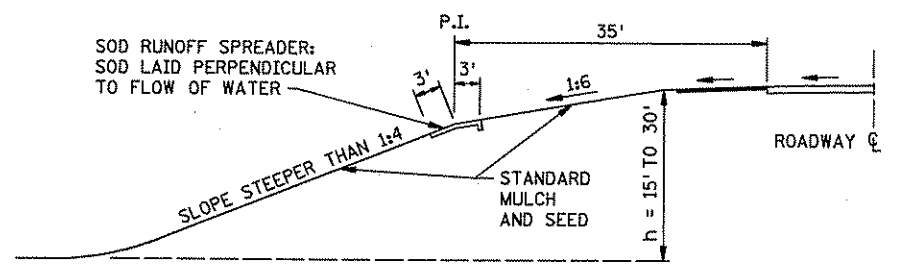 P.I.
35'
SOD RUNOFF SPREADER:
SOD LAID PERPENDICULAR
TO FLOW OF WATER
3'
3'
1:6
ROADWAY ℄
SLOPE STEEPER THAN 1:4
STANDARD
MULCH
AND SEED
h = 15' TO 30'